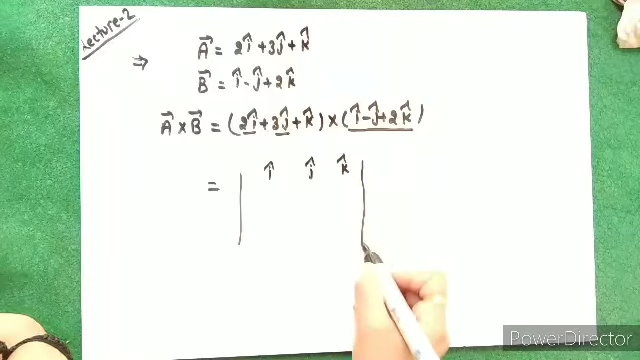 Lecture-2
⇒ A⃗ = 2î+3ĵ+k̂
B⃗ = î-ĵ+2k̂
A⃗×B⃗ = (2î+3ĵ+k̂)×(î-ĵ+2k̂)
= | î ĵ k̂ |
PowerDirector